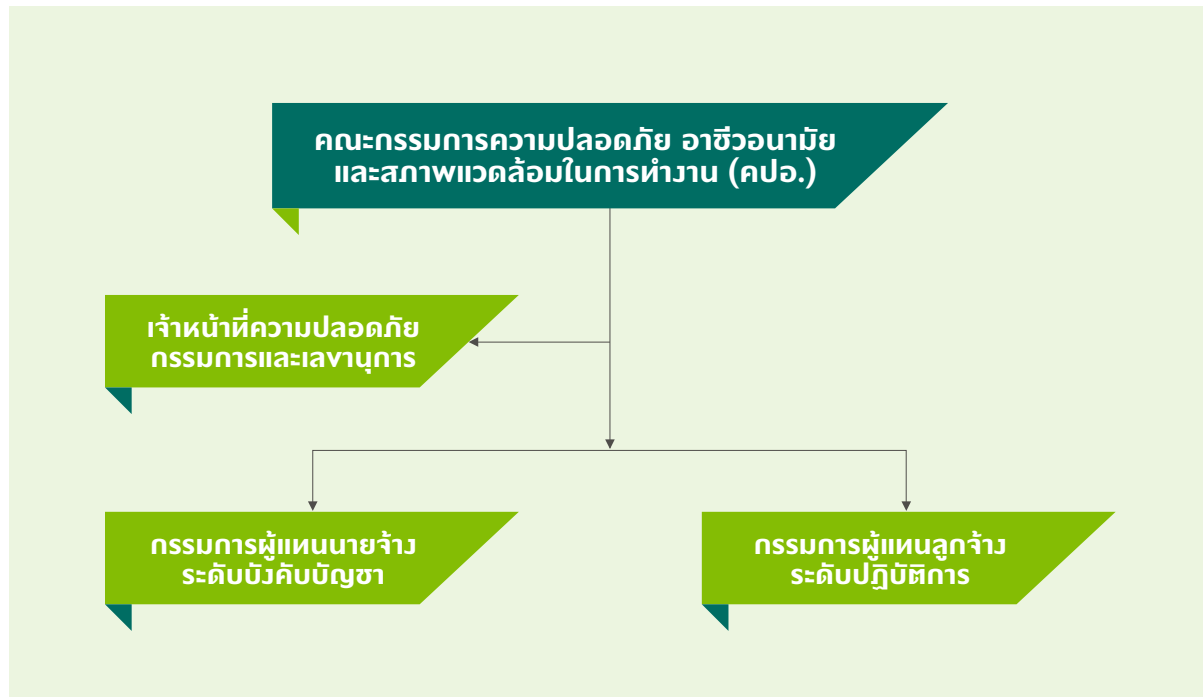 คณะกรรมการความปลอดภัย อาชีวอนามัย
และสภาพแวดล้อมในการทำงาน (คปอ.)
เจ้าหน้าที่ความปลอดภัย
กรรมการและเลขานุการ
กรรมการผู้แทนนายจ้าง
ระดับบังคับบัญชา
กรรมการผู้แทนลูกจ้าง
ระดับปฏิบัติการ